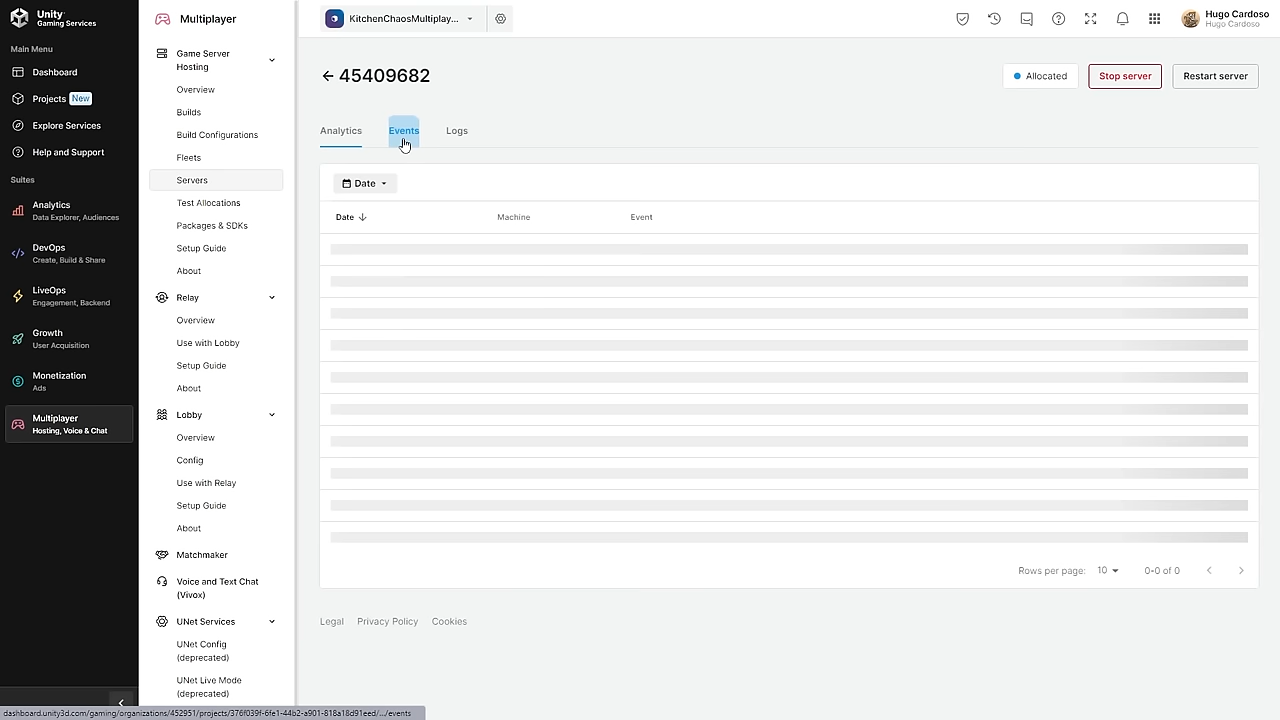 Unity
Gaming Services
Main Menu
Dashboard
Projects New
Explore Services
Help and Support
Suites
Analytics
Data Explorer, Audiences
DevOps
Create, Build & Share
LiveOps
Engagement, Backend
Growth
User Acquisition
Monetization
Ads
Multiplayer
Hosting, Voice & Chat
Multiplayer
Game Server
Hosting
Overview
Builds
Build Configurations
Fleets
Servers
Test Allocations
Packages & SDKs
Setup Guide
About
Relay
Overview
Use with Lobby
Setup Guide
About
Lobby
Overview
Config
Use with Relay
Setup Guide
About
Matchmaker
Voice and Text Chat
(Vivox)
UNet Services
UNet Config
(deprecated)
UNet Live Mode
(deprecated)
KitchenChaosMultiplay...
Hugo Cardoso
Hugo Cardoso
45409682
Allocated
Stop server
Restart server
Analytics
Events
Logs
Date
Date Machine Event
Rows per page: 10 0-0 of 0
Legal Privacy Policy Cookies
dashboard.unity3d.com/gaming/organizations/452951/projects/376f039f-6fe1-44b2-a901-818a18d91eed/.../events